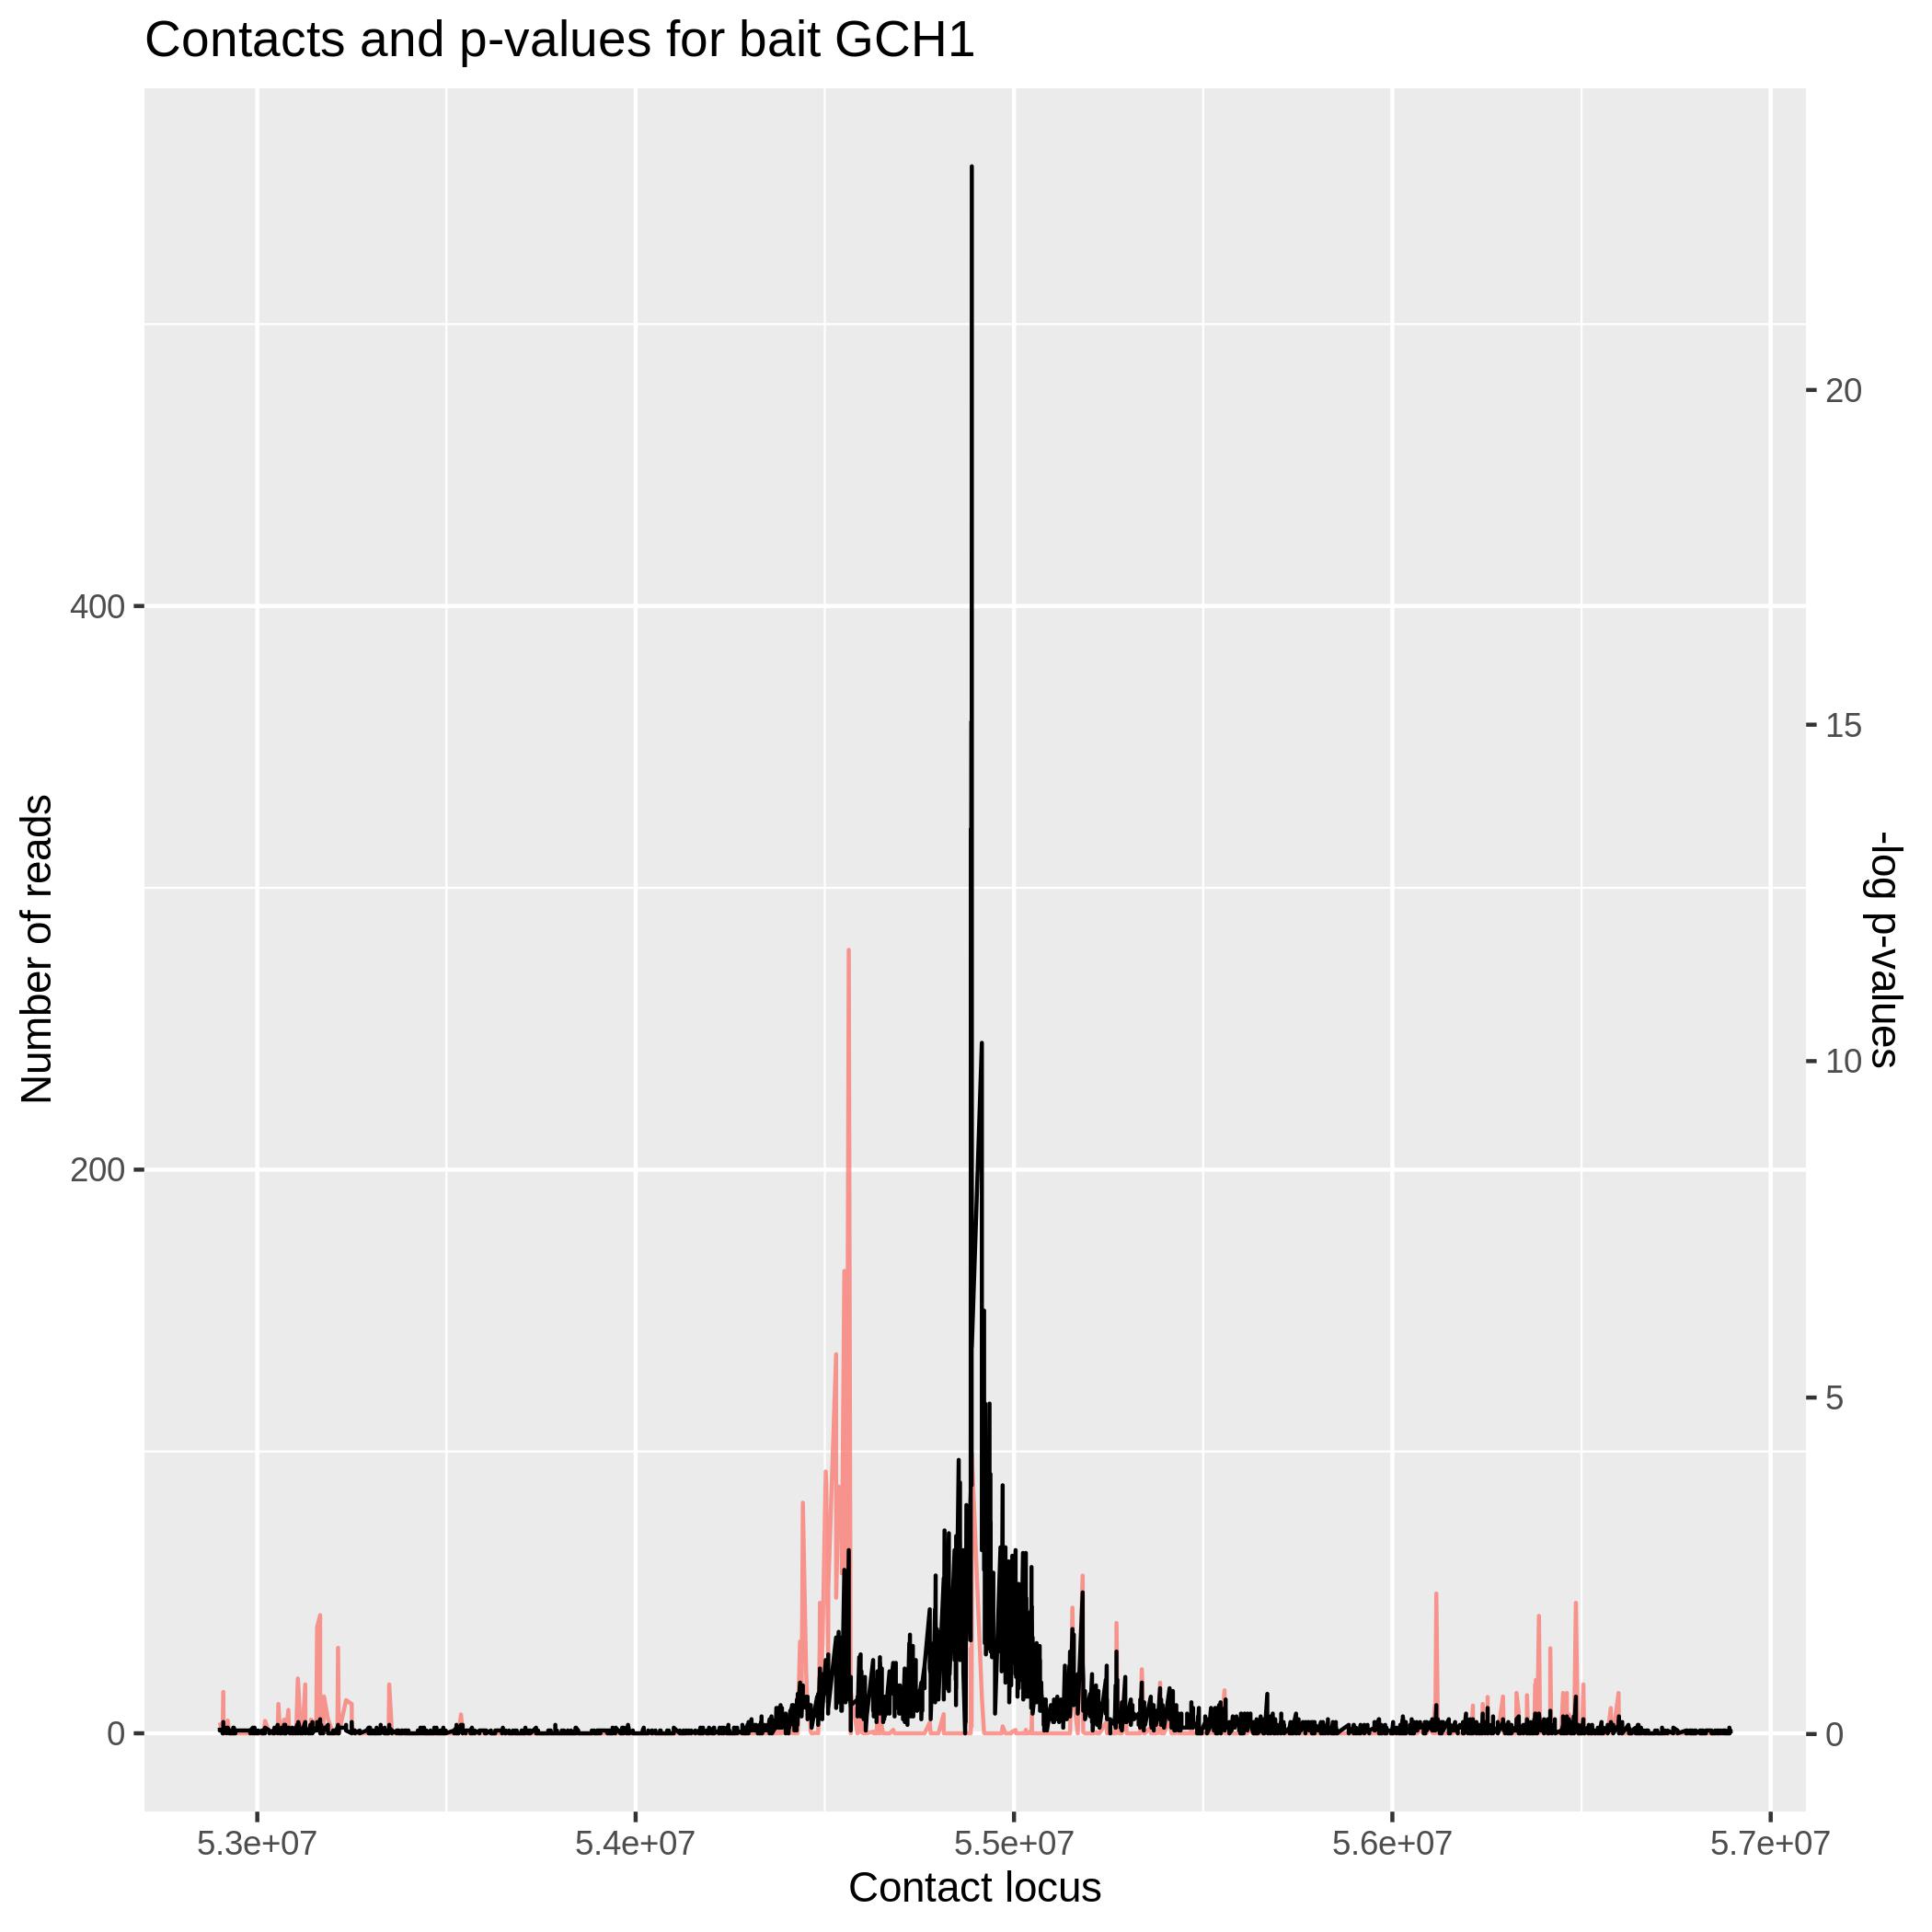 Contacts and p-values for bait GCH1
Number of reads
400
200
0
20
15
10
5
0
-log p-values
5.3e+07
5.4e+07
5.5e+07
5.6e+07
5.7e+07
Contact locus